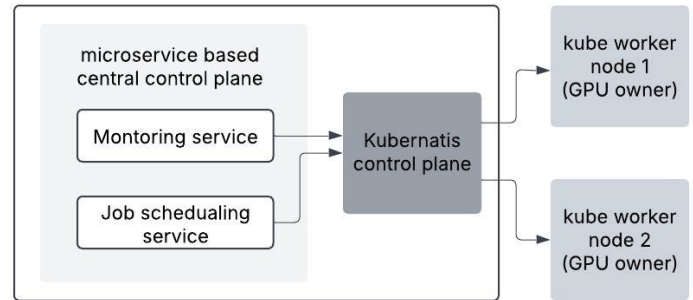 microservice based
central control plane
Montoring service
Job schedualing
service
Kubernatis
control plane
kube worker
node 1
(GPU owner)
kube worker
node 2
(GPU owner)